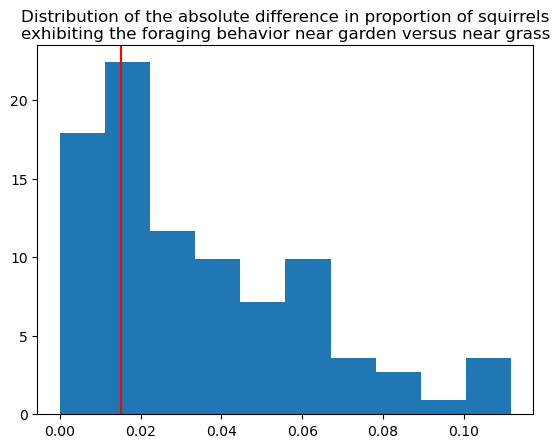 Distribution of the absolute difference in proportion of squirrels
exhibiting the foraging behavior near garden versus near grass
20
15
10
5
0
0.00 0.02 0.04 0.06 0.08 0.10